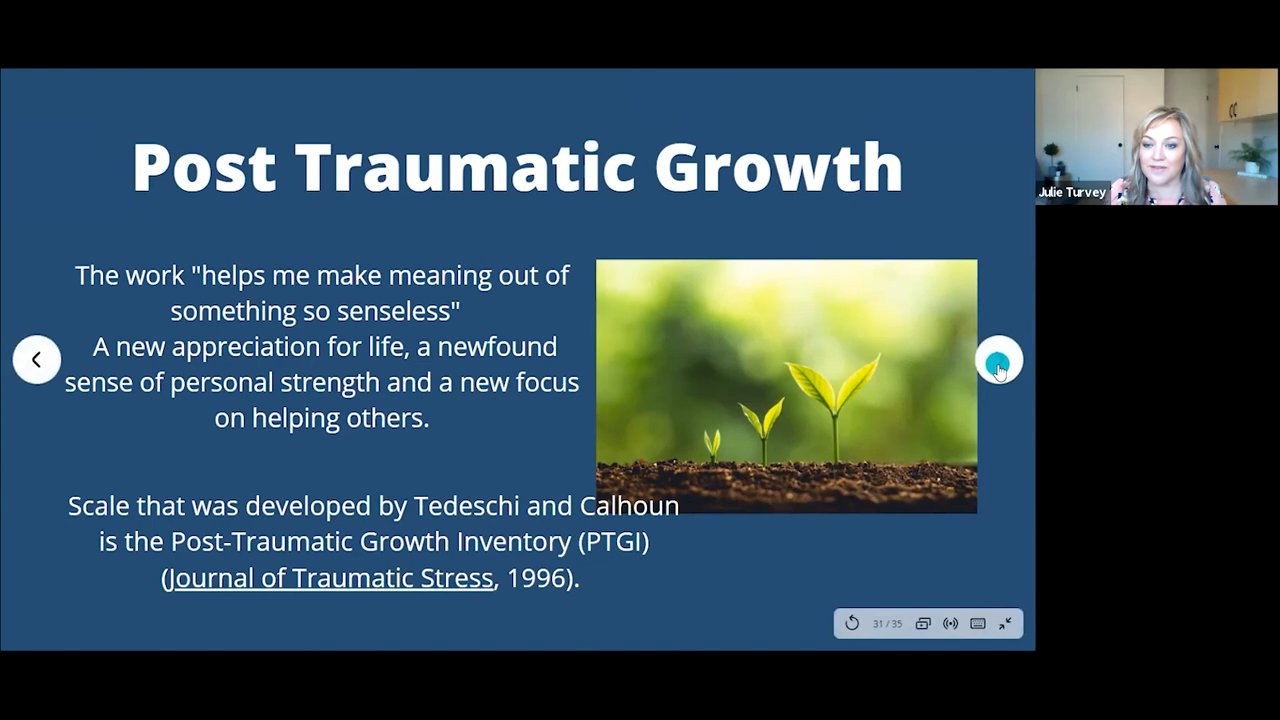 Post Traumatic Growth
Julie Turvey
The work "helps me make meaning out of
something so senseless"
A new appreciation for life, a newfound
sense of personal strength and a new focus
on helping others.
Scale that was developed by Tedeschi and Calhoun
is the Post-Traumatic Growth Inventory (PTGI)
(Journal of Traumatic Stress, 1996).
31 / 35